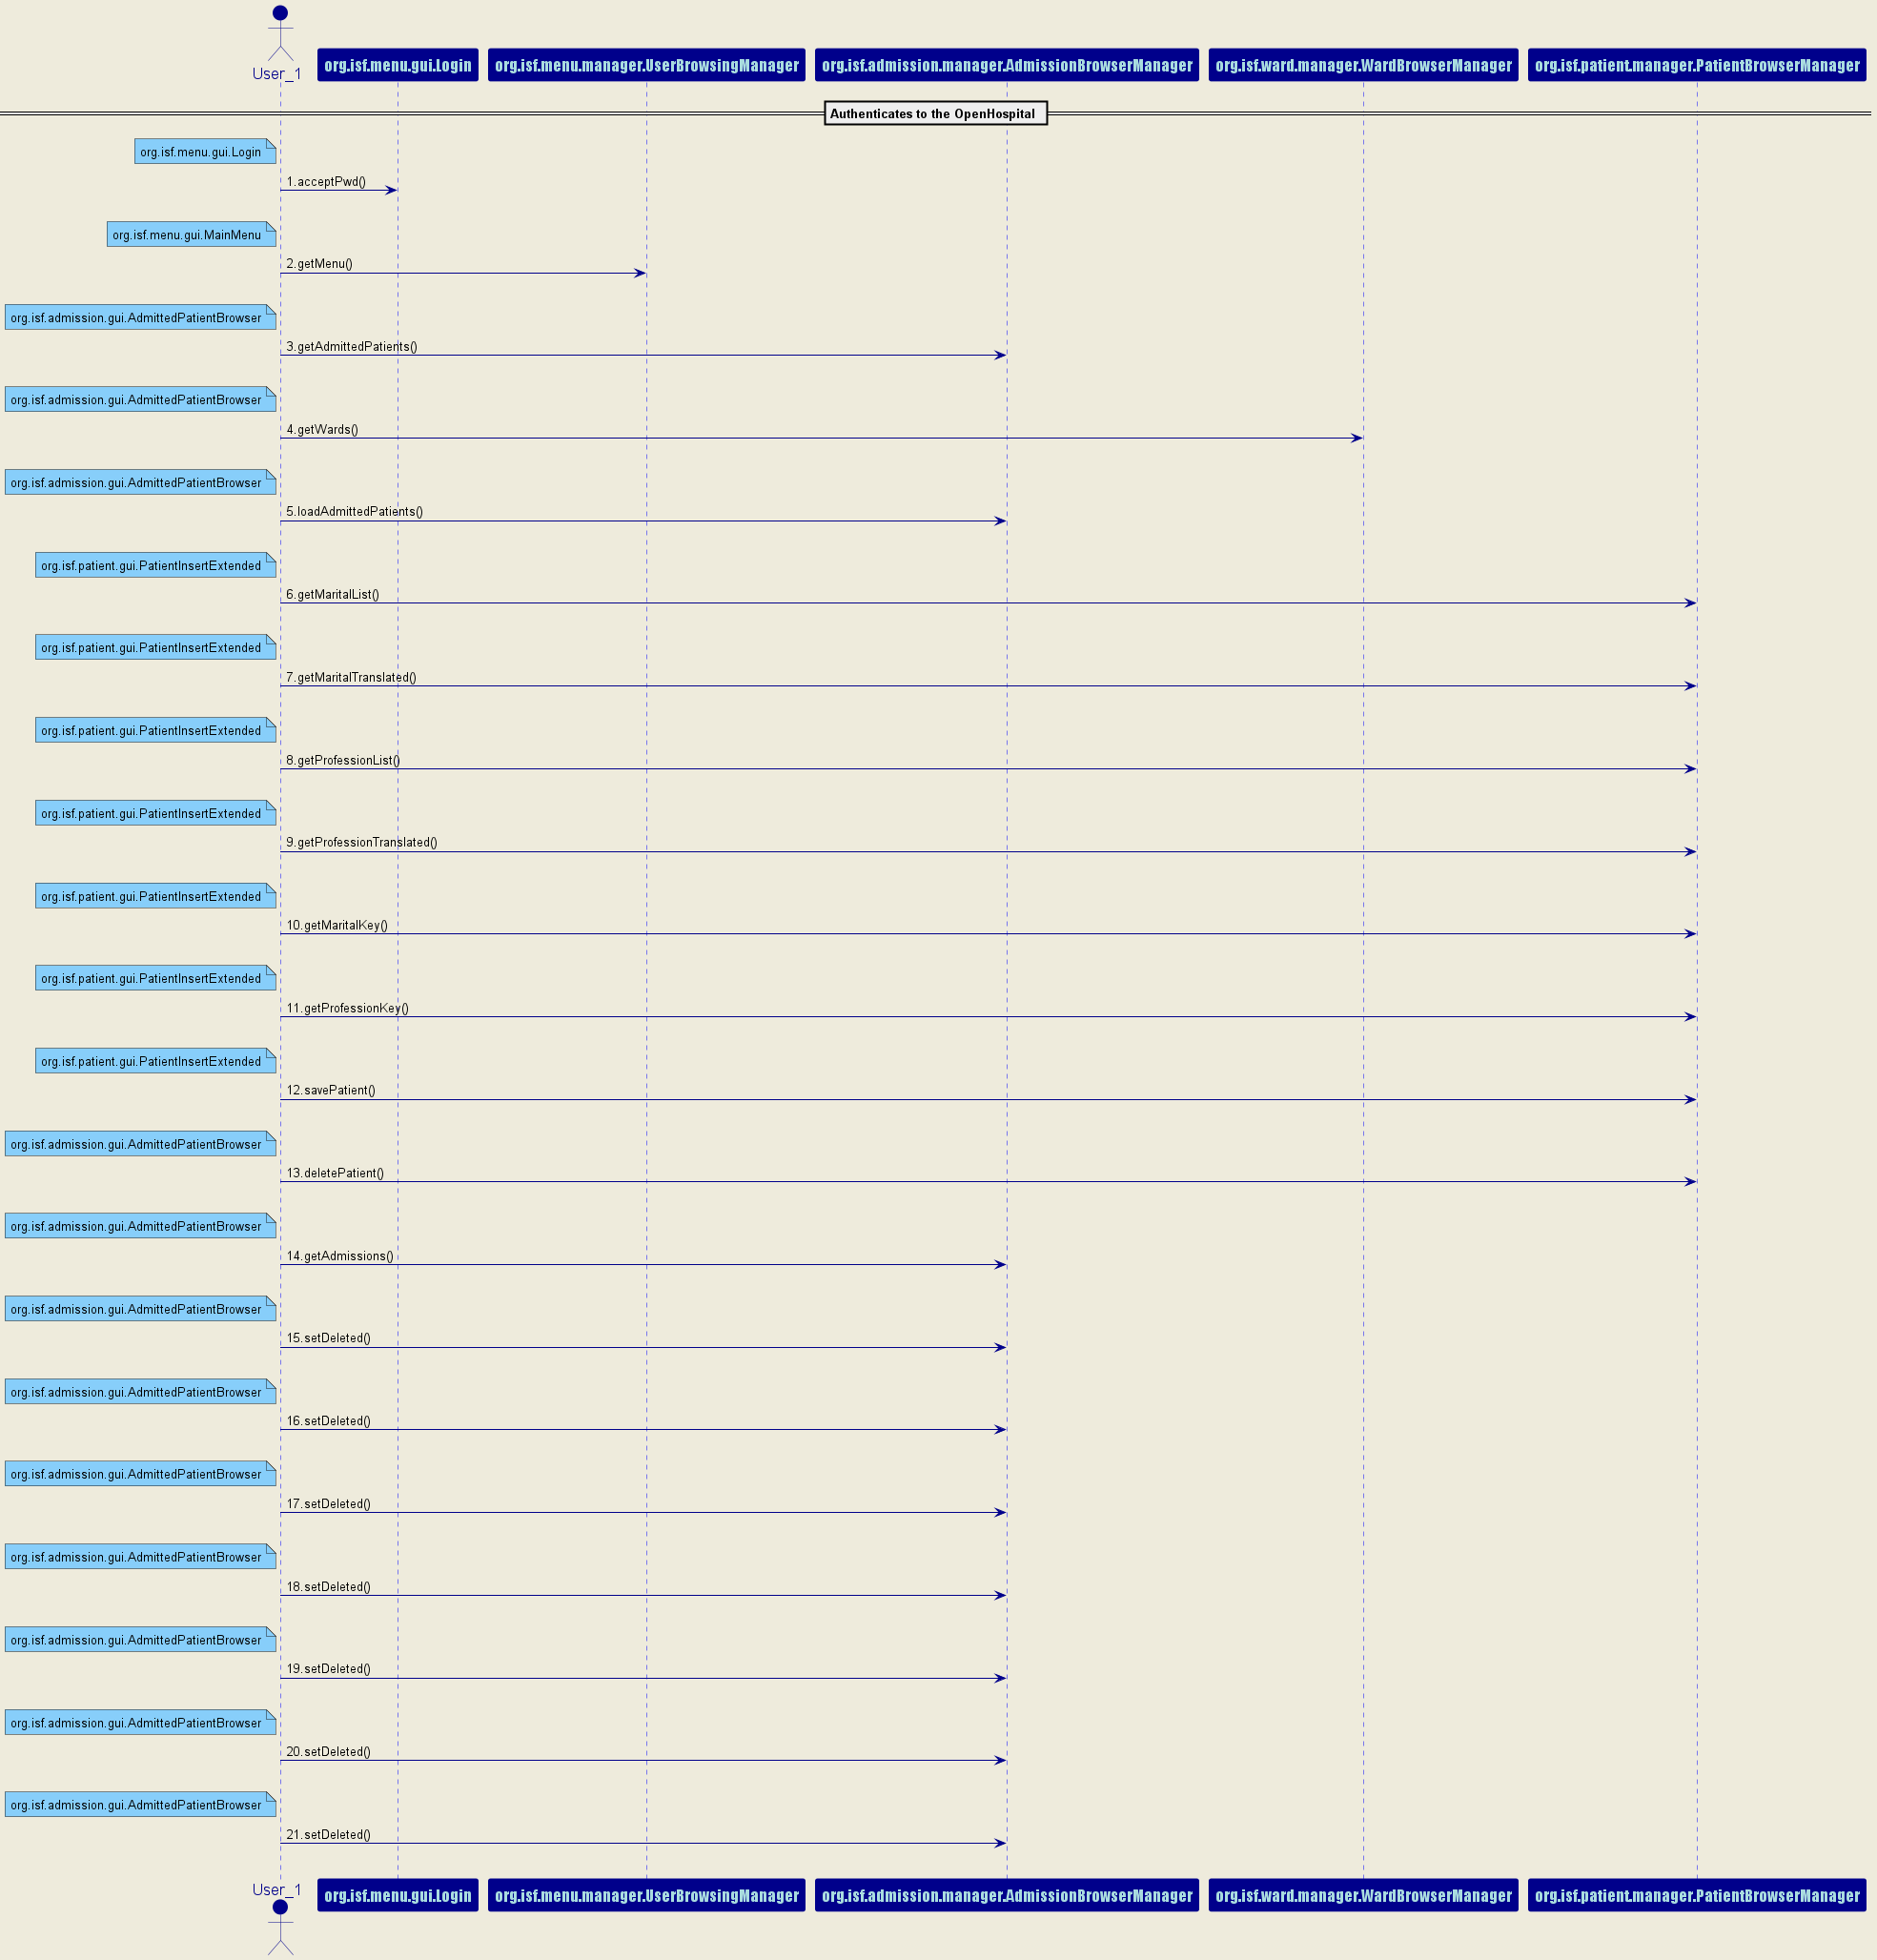 User_1
org.isf.menu.gui.Login
org.isf.menu.manager.UserBrowsingManager
org.isf.admission.manager.AdmissionBrowserManager
org.isf.ward.manager.WardBrowserManager
org.isf.patient.manager.PatientBrowserManager
Authenticates to the OpenHospital
org.isf.menu.gui.Login
1.acceptPwd()
org.isf.menu.gui.MainMenu
2.getMenu()
org.isf.admission.gui.AdmittedPatientBrowser
3.getAdmittedPatients()
org.isf.admission.gui.AdmittedPatientBrowser
4.getWards()
org.isf.admission.gui.AdmittedPatientBrowser
5.loadAdmittedPatients()
org.isf.patient.gui.PatientInsertExtended
6.getMaritalList()
org.isf.patient.gui.PatientInsertExtended
7.getMaritalTranslated()
org.isf.patient.gui.PatientInsertExtended
8.getProfessionList()
org.isf.patient.gui.PatientInsertExtended
9.getProfessionTranslated()
org.isf.patient.gui.PatientInsertExtended
10.getMaritalKey()
org.isf.patient.gui.PatientInsertExtended
11.getProfessionKey()
org.isf.patient.gui.PatientInsertExtended
12.savePatient()
org.isf.admission.gui.AdmittedPatientBrowser
13.deletePatient()
org.isf.admission.gui.AdmittedPatientBrowser
14.getAdmissions()
org.isf.admission.gui.AdmittedPatientBrowser
15.setDeleted()
org.isf.admission.gui.AdmittedPatientBrowser
16.setDeleted()
org.isf.admission.gui.AdmittedPatientBrowser
17.setDeleted()
org.isf.admission.gui.AdmittedPatientBrowser
18.setDeleted()
org.isf.admission.gui.AdmittedPatientBrowser
19.setDeleted()
org.isf.admission.gui.AdmittedPatientBrowser
20.setDeleted()
org.isf.admission.gui.AdmittedPatientBrowser
21.setDeleted()
User_1
org.isf.menu.gui.Login
org.isf.menu.manager.UserBrowsingManager
org.isf.admission.manager.AdmissionBrowserManager
org.isf.ward.manager.WardBrowserManager
org.isf.patient.manager.PatientBrowserManager